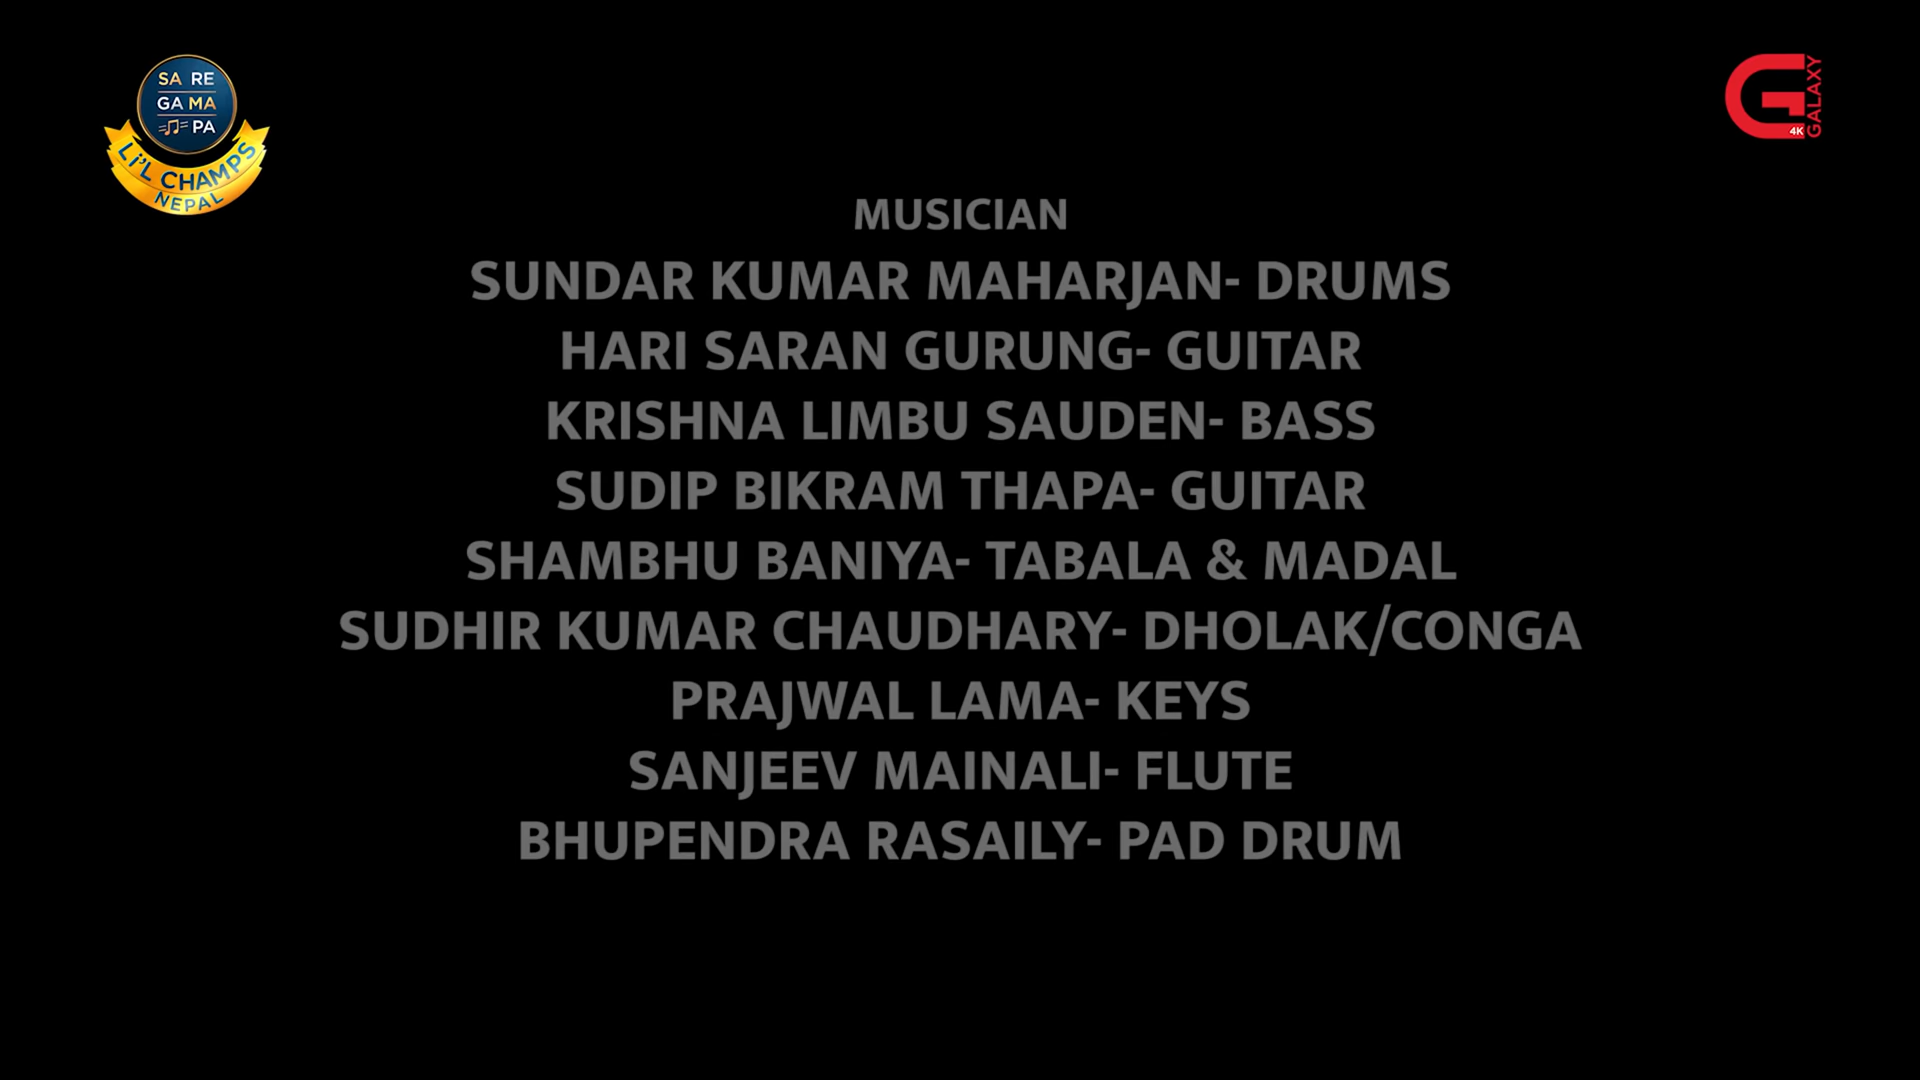 SA RE
GA MA
PA
Li'L CHAMPS
NEPAL
4K
GALAXY
MUSICIAN
SUNDAR KUMAR MAHARJAN- DRUMS
HARI SARAN GURUNG- GUITAR
KRISHNA LIMBU SAUDEN- BASS
SUDIP BIKRAM THAPA- GUITAR
SHAMBHU BANIYA- TABALA & MADAL
SUDHIR KUMAR CHAUDHARY- DHOLAK/CONGA
PRAJWAL LAMA- KEYS
SANJEEV MAINALI- FLUTE
BHUPENDRA RASAILY- PAD DRUM